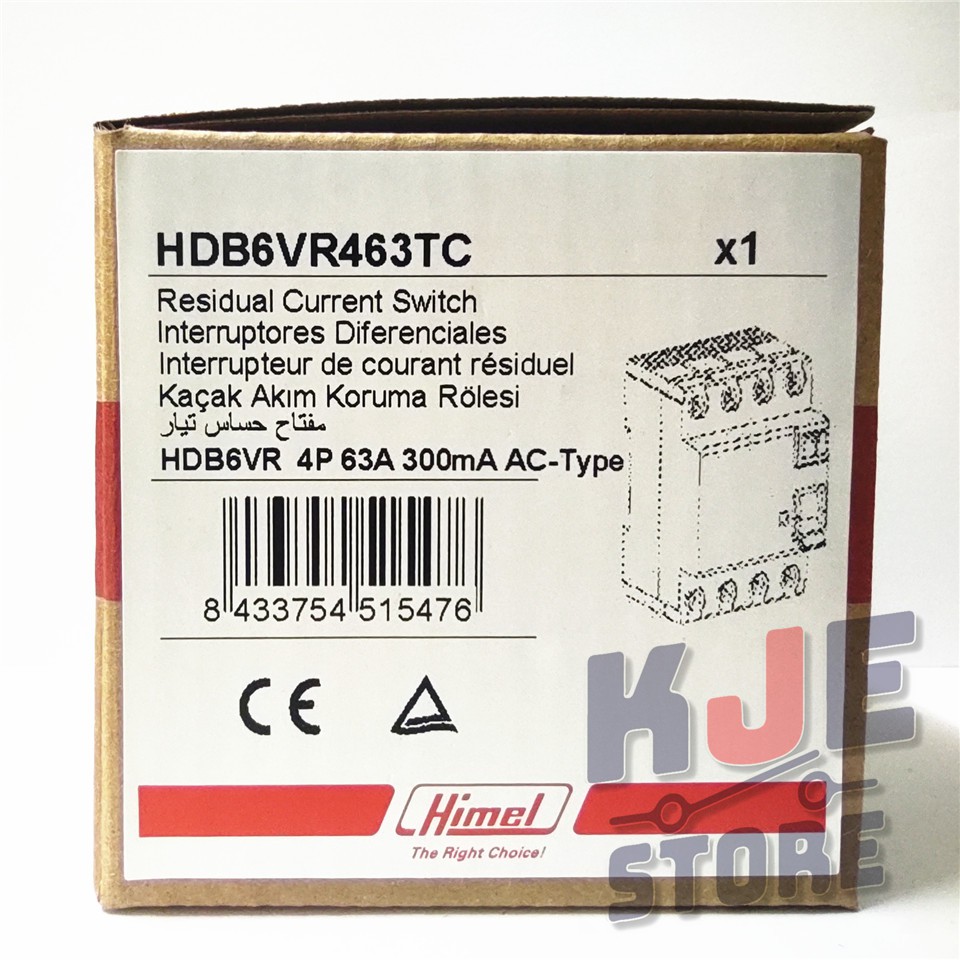 HDB6VR463TC x1
Residual Current Switch
Interruptores Diferenciales
Interrupteur de courant résiduel
Kaçak Akım Koruma Rölesi
مفتاح حساس تيار
HDB6VR 4P 63A 300mA AC-Type
8 433754 515476
CE
Himel
The Right Choice!
KJE
STORE